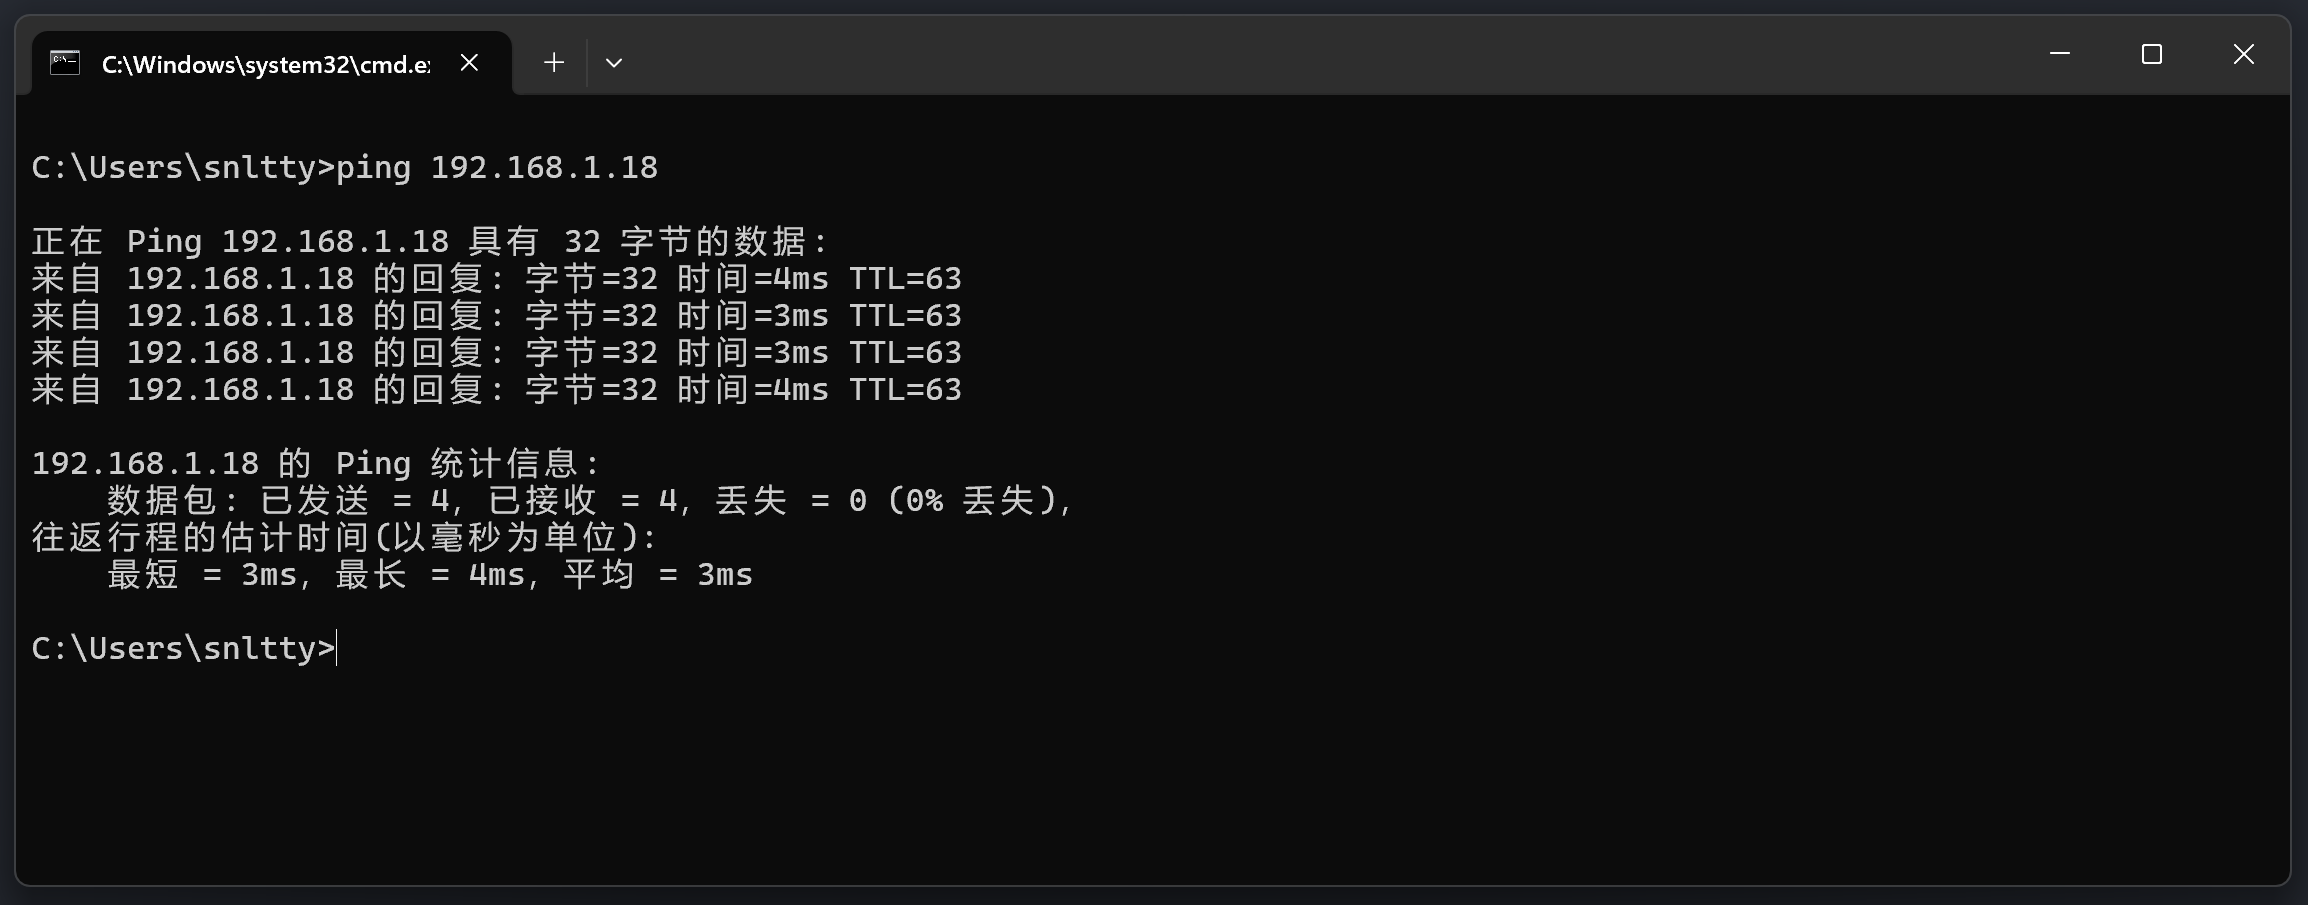 C:\Windows\system32\cmd.e
C:\Users\snltty>ping 192.168.1.18
正在 Ping 192.168.1.18 具有 32 字节的数据:
来自 192.168.1.18 的回复: 字节=32 时间=4ms TTL=63
来自 192.168.1.18 的回复: 字节=32 时间=3ms TTL=63
来自 192.168.1.18 的回复: 字节=32 时间=3ms TTL=63
来自 192.168.1.18 的回复: 字节=32 时间=4ms TTL=63
192.168.1.18 的 Ping 统计信息:
    数据包: 已发送 = 4, 已接收 = 4, 丢失 = 0 (0% 丢失),
往返行程的估计时间(以毫秒为单位):
    最短 = 3ms, 最长 = 4ms, 平均 = 3ms
C:\Users\snltty>